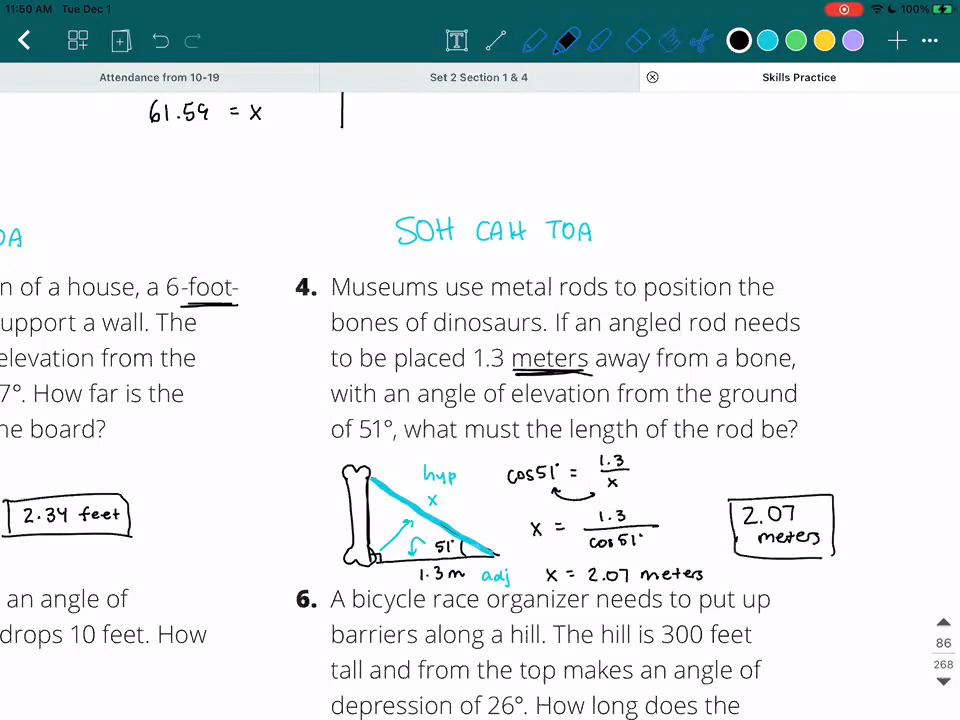 11:50 AM Tue Dec 1
100%
T
Attendance from 10-19
Set 2 Section 1 & 4
Skills Practice
61.59 = x
SOH CAH TOA
OA
n of a house, a 6-foot-
upport a wall. The
elevation from the
7°. How far is the
he board?
2.34 feet
an angle of
drops 10 feet. How
4. Museums use metal rods to position the
bones of dinosaurs. If an angled rod needs
to be placed 1.3 meters away from a bone,
with an angle of elevation from the ground
of 51°, what must the length of the rod be?
hyp
x
51°
1.3 m adj
cos51° = 1.3/x
x = 1.3/cos51°
x = 2.07 meters
2.07
meters
6. A bicycle race organizer needs to put up
barriers along a hill. The hill is 300 feet
tall and from the top makes an angle of
depression of 26°. How long does the
86
268